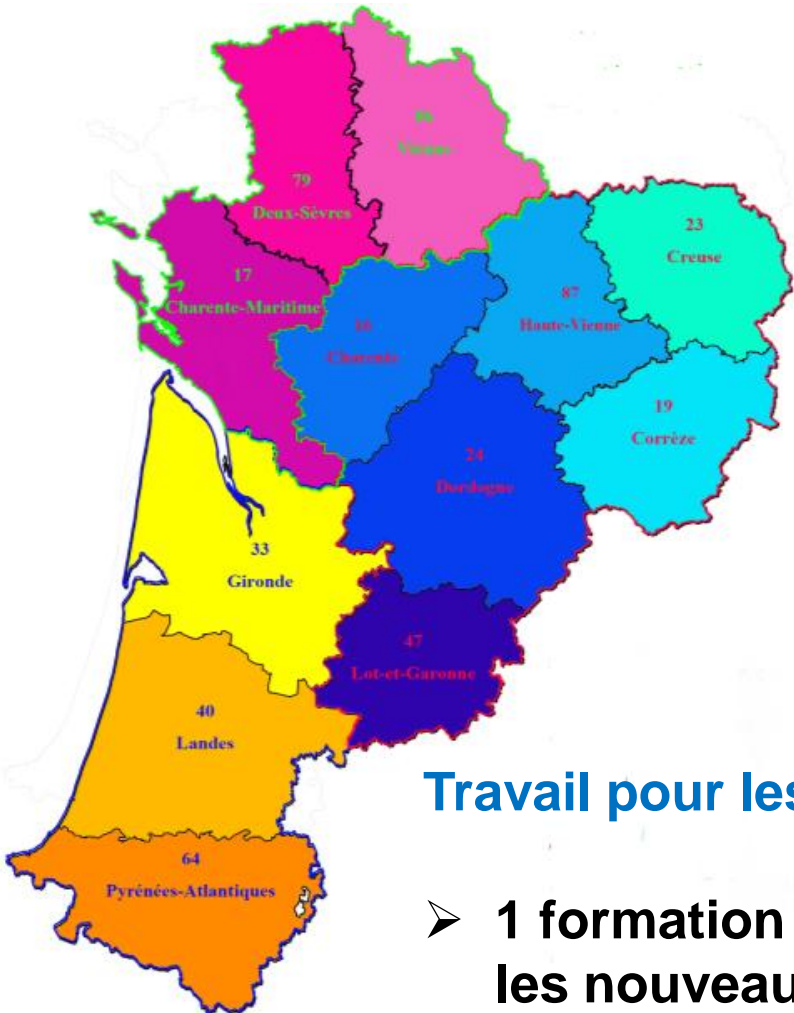 86
Vienne
79
Deux-Sèvres
23
Creuse
17
Charente-Maritime
87
Haute-Vienne
16
Charente
19
Corrèze
24
Dordogne
33
Gironde
47
Lot-et-Garonne
40
Landes
64
Pyrénées-Atlantiques
Travail pour les
➢ 1 formation
les nouveau